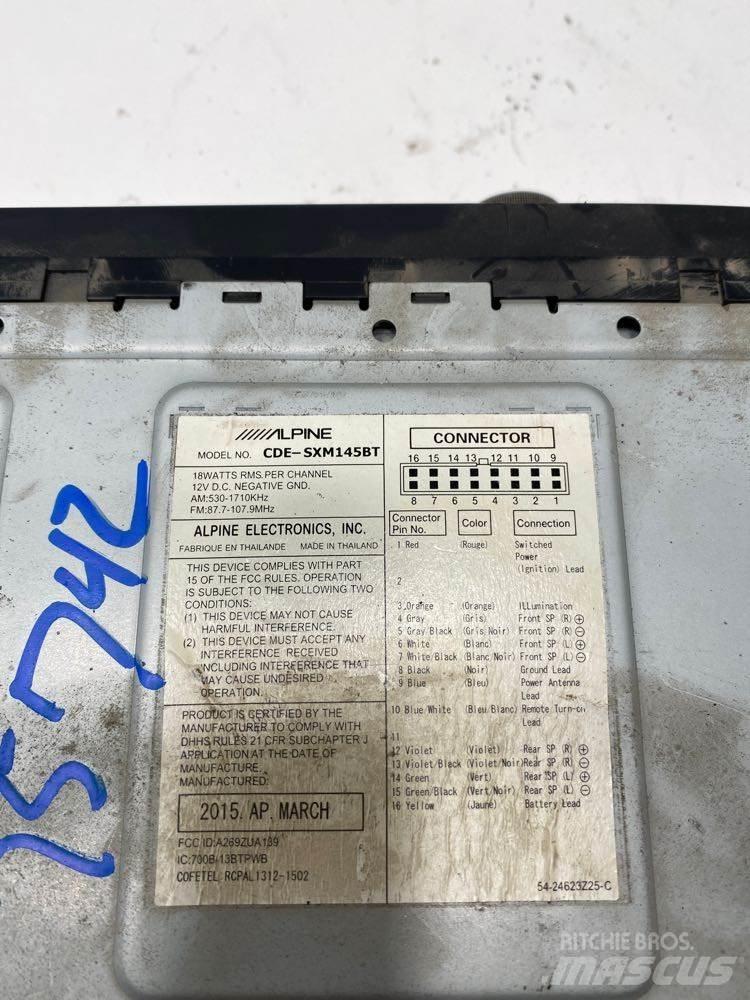 ALPINE
MODEL NO. CDE-SXM145BT
18WATTS RMS.PER CHANNEL
12V D.C. NEGATIVE GND.
AM:530-1710KHz
FM:87.7-107.9MHz
ALPINE ELECTRONICS, INC.
FABRIQUE EN THAILANDE MADE IN THAILAND
THIS DEVICE COMPLIES WITH PART
15 OF THE FCC RULES. OPERATION
IS SUBJECT TO THE FOLLOWING TWO
CONDITIONS:
(1) THIS DEVICE MAY NOT CAUSE
HARMFUL INTERFERENCE.
(2) THIS DEVICE MUST ACCEPT ANY
INTERFERENCE RECEIVED
INCLUDING INTERFERENCE THAT
MAY CAUSE UNDESIRED
OPERATION.
PRODUCT IS CERTIFIED BY THE
MANUFACTURER TO COMPLY WITH
DHHS RULES 21 CFR SUBCHAPTER J
APPLICATION AT THE DATE OF
MANUFACTURE.
MANUFACTURED:
2015. AP. MARCH
FCC ID:A269ZUA139
IC:700B-13BTPWB
COFETEL RCPAL1312-1502
CONNECTOR
16 15 14 13 12 11 10 9
8 7 6 5 4 3 2 1
Connector Pin No. Color Connection
1 Red (Rouge) Switched
Power
(Ignition) Lead
2
3 Orange (Orange) ILLumination
4 Gray (Gris) Front SP (R) ⊕
5 Gray/Black (Gris/Noir) Front SP (R) ⊖
6 White (Blanc) Front SP (L) ⊕
7 White/Black (Blanc/Noir) Front SP (L) ⊖
8 Black (Noir) Ground Lead
9 Blue (Bleu) Power Antenna
Lead
10 Blue/White (Bleu/Blanc) Remote Turn-on
Lead
11
12 Violet (Violet) Rear SP (R) ⊕
13 Violet/Black (Violet/Noir) Rear SP (R) ⊖
14 Green (Vert) Rear SP (L) ⊕
15 Green/Black (Vert/Noir) Rear SP (L) ⊖
16 Yellow (Jaune) Battery Lead
54-24623Z25-C
RITCHIE BROS.
MASCUS